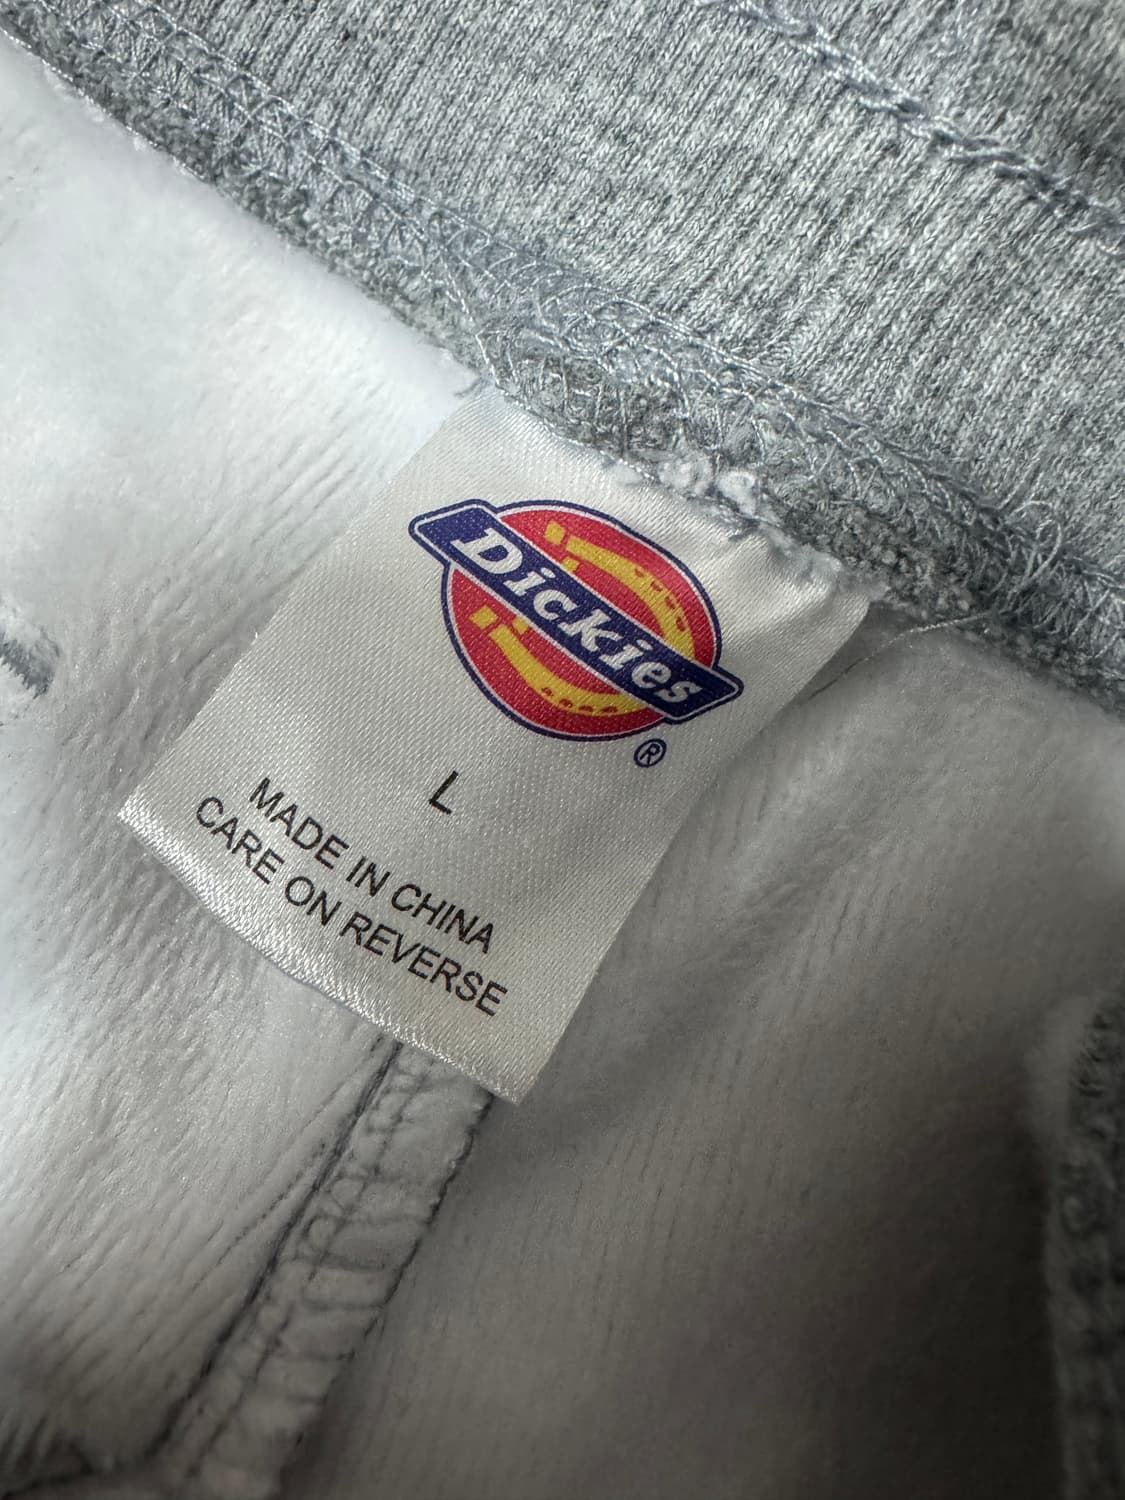 Dickies
®
L
MADE IN CHINA
CARE ON REVERSE